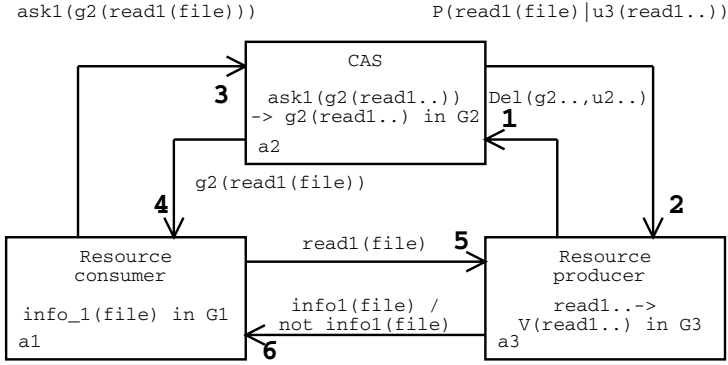 ask1(g2(read1(file)))
P(read1(file)|u3(read1..))
CAS
3
ask1(g2(read1..))
-> g2(read1..) in G2
a2
Del(g2..,u2..)
1
g2(read1(file))
4
2
Resource
consumer
info_1(file) in G1
a1
read1(file)
5
info1(file) /
not info1(file)
6
Resource
producer
read1..->
V(read1..) in G3
a3